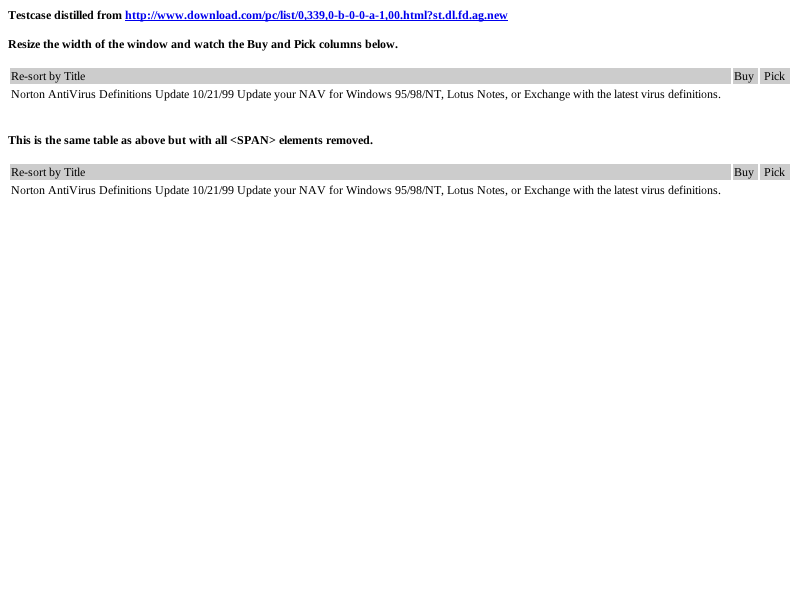 Testcase distilled from http://www.download.com/pc/list/0,339,0-b-0-0-a-1,00.html?st.dl.fd.ag.new
Resize the width of the window and watch the Buy and Pick columns below.
Re-sort by Title Buy Pick
Norton AntiVirus Definitions Update 10/21/99 Update your NAV for Windows 95/98/NT, Lotus Notes, or Exchange with the latest virus definitions.
This is the same table as above but with all <SPAN> elements removed.
Re-sort by Title Buy Pick
Norton AntiVirus Definitions Update 10/21/99 Update your NAV for Windows 95/98/NT, Lotus Notes, or Exchange with the latest virus definitions.